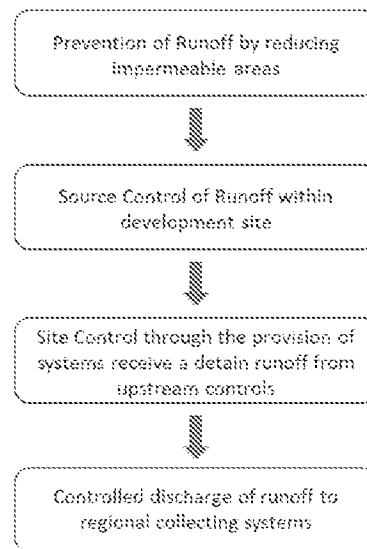 Prevention of Runoff by reducing
impermeable areas
Source Control of Runoff within
development site
Site Control through the provision of
systems receive a detain runoff from
upstream controls
Controlled discharge of runoff to
regional collecting systems